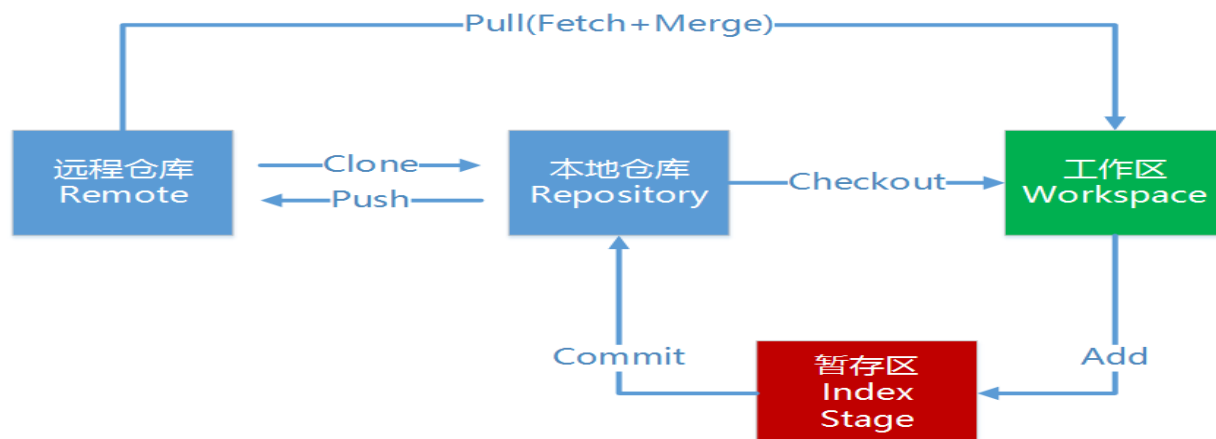 Pull(Fetch+Merge)
远程仓库
Remote
Clone
Push
本地仓库
Repository
Checkout
工作区
Workspace
Commit
暂存区
Index
Stage
Add